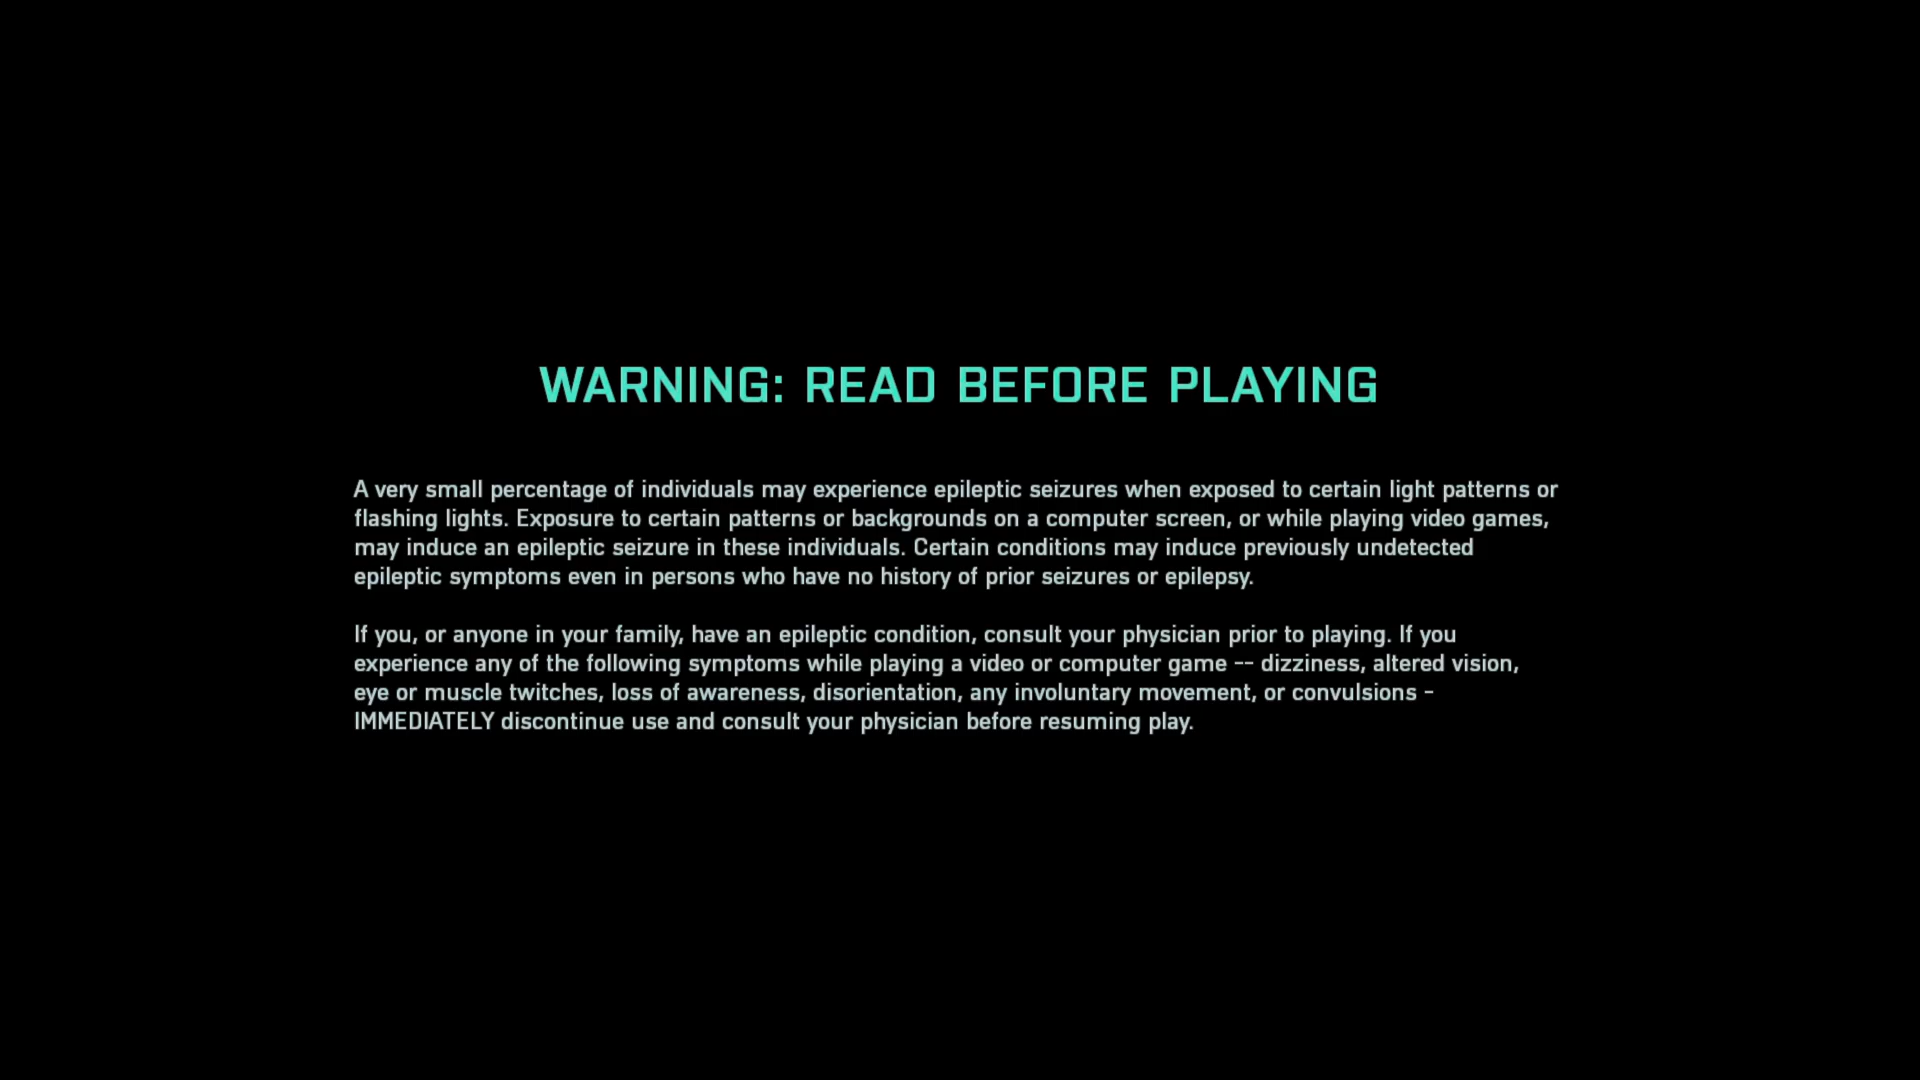 WARNING: READ BEFORE PLAYING
A very small percentage of individuals may experience epileptic seizures when exposed to certain light patterns or
flashing lights. Exposure to certain patterns or backgrounds on a computer screen, or while playing video games,
may induce an epileptic seizure in these individuals. Certain conditions may induce previously undetected
epileptic symptoms even in persons who have no history of prior seizures or epilepsy.
If you, or anyone in your family, have an epileptic condition, consult your physician prior to playing. If you
experience any of the following symptoms while playing a video or computer game -- dizziness, altered vision,
eye or muscle twitches, loss of awareness, disorientation, any involuntary movement, or convulsions -
IMMEDIATELY discontinue use and consult your physician before resuming play.